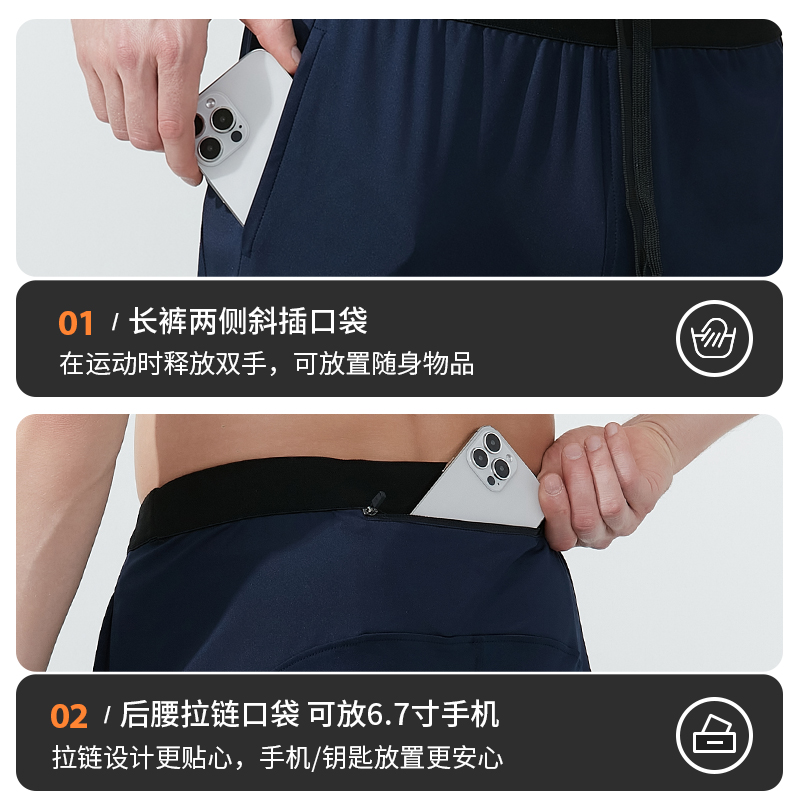 01 / 长裤两侧斜插口袋
在运动时释放双手，可放置随身物品
02 / 后腰拉链口袋 可放6.7寸手机
拉链设计更贴心，手机/钥匙放置更安心